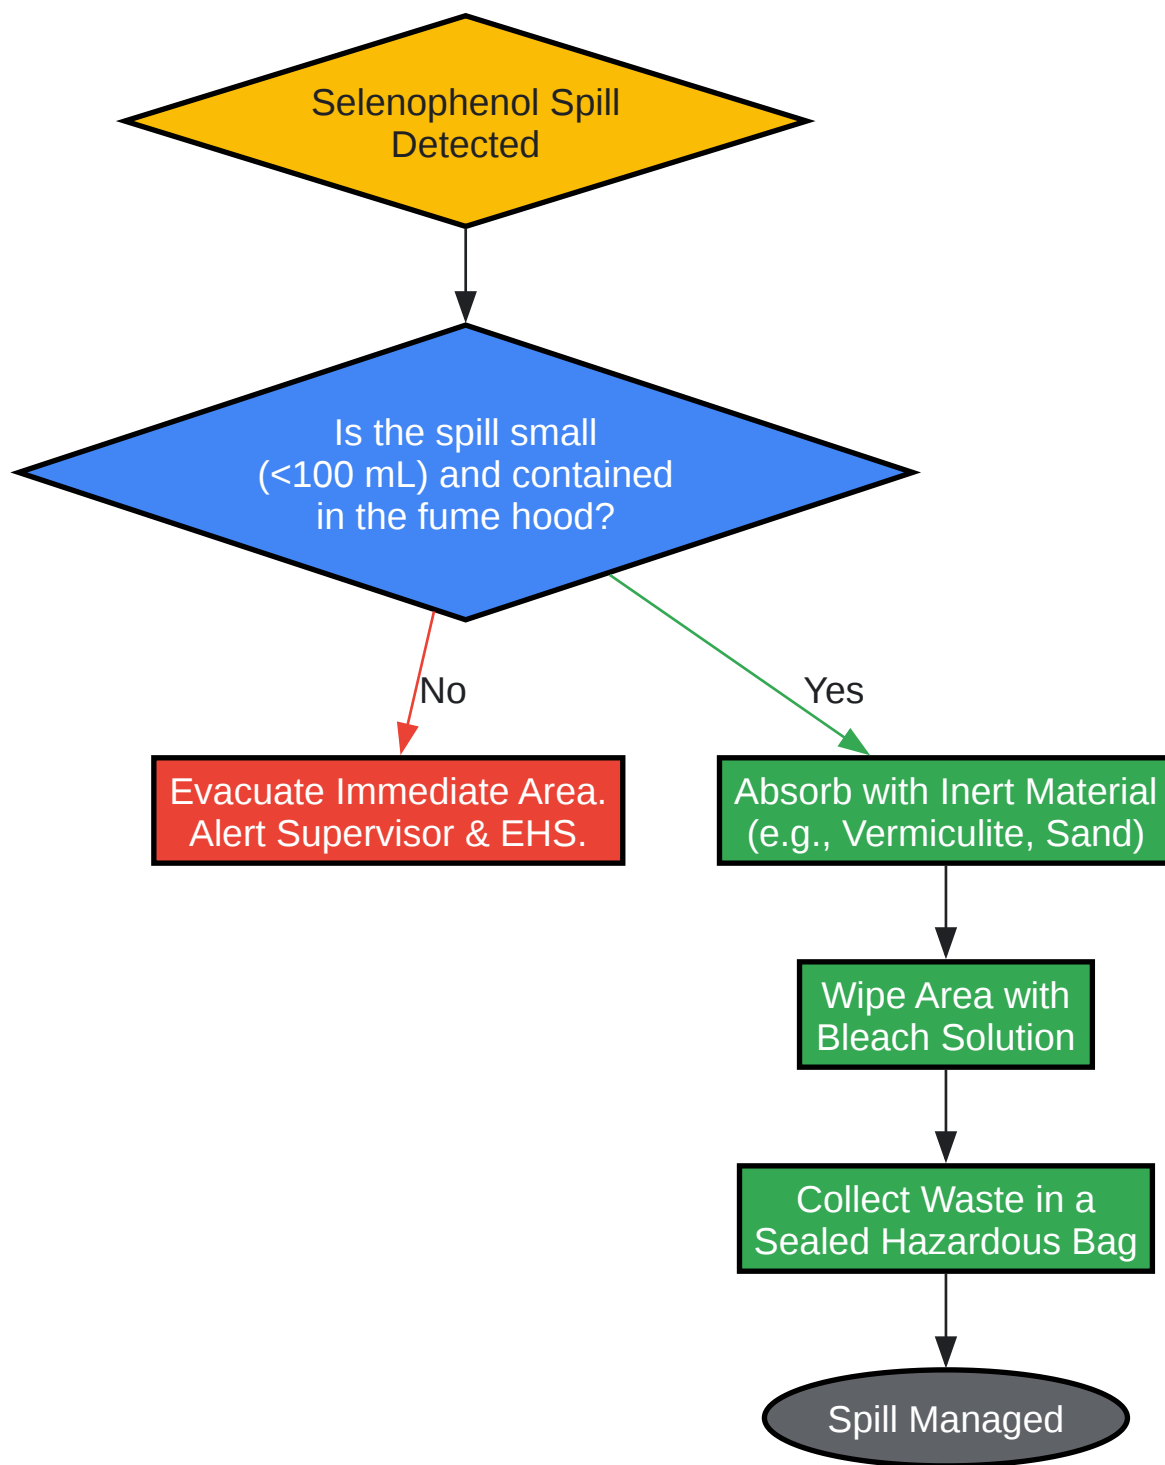 Selenophenol Spill
Detected
Is the spill small
(<100 mL) and contained
in the fume hood?
No
Yes
Evacuate Immediate Area.
Alert Supervisor & EHS.
Absorb with Inert Material
(e.g., Vermiculite, Sand)
Wipe Area with
Bleach Solution
Collect Waste in a
Sealed Hazardous Bag
Spill Managed